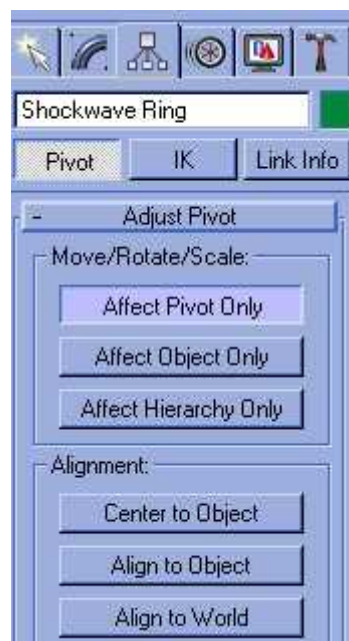 Shockwave Ring
Pivot IK Link Info
- Adjust Pivot
Move/Rotate/Scale:
Affect Pivot Only
Affect Object Only
Affect Hierarchy Only
Alignment:
Center to Object
Align to Object
Align to World